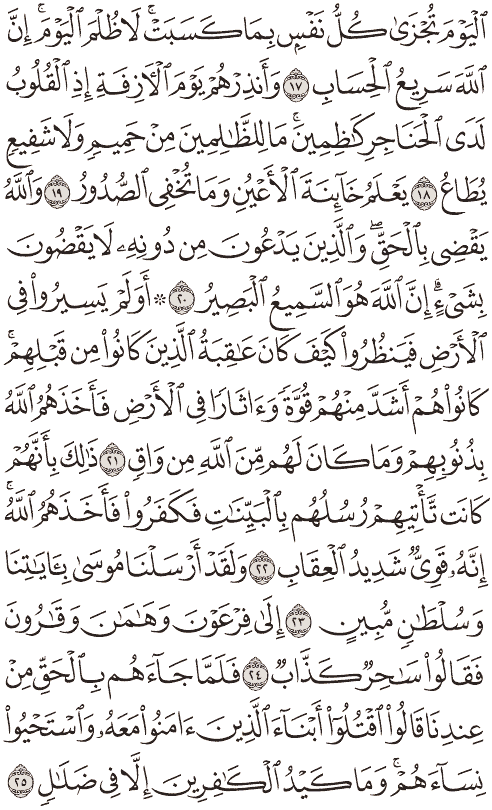 ٱلۡيَوۡمَ تُجۡزَىٰ كُلُّ نَفۡسِۭ بِمَا كَسَبَتۡۚ لَا ظُلۡمَ ٱلۡيَوۡمَۚ إِنَّ
ٱللَّهَ سَرِيعُ ٱلۡحِسَابِ ١٧ وَأَنذِرۡهُمۡ يَوۡمَ ٱلۡأٓزِفَةِ إِذِ ٱلۡقُلُوبُ
لَدَى ٱلۡحَنَاجِرِ كَٰظِمِينَۚ مَا لِلظَّٰلِمِينَ مِنۡ حَمِيمٖ وَلَا شَفِيعٖ
يُطَاعُ ١٨ يَعۡلَمُ خَآئِنَةَ ٱلۡأَعۡيُنِ وَمَا تُخۡفِي ٱلصُّدُورُ ١٩ وَٱللَّهُ
يَقۡضِي بِٱلۡحَقِّۖ وَٱلَّذِينَ يَدۡعُونَ مِن دُونِهِۦ لَا يَقۡضُونَ
بِشَيۡءٍۗ إِنَّ ٱللَّهَ هُوَ ٱلسَّمِيعُ ٱلۡبَصِيرُ ٢٠ ۞ أَوَلَمۡ يَسِيرُواْ فِي
ٱلۡأَرۡضِ فَيَنظُرُواْ كَيۡفَ كَانَ عَٰقِبَةُ ٱلَّذِينَ كَانُواْ مِن قَبۡلِهِمۡۚ
كَانُواْ هُمۡ أَشَدَّ مِنۡهُمۡ قُوَّةٗ وَءَاثَارٗا فِي ٱلۡأَرۡضِ فَأَخَذَهُمُ ٱللَّهُ
بِذُنُوبِهِمۡ وَمَا كَانَ لَهُم مِّنَ ٱللَّهِ مِن وَاقٖ ٢١ ذَٰلِكَ بِأَنَّهُمۡ
كَانَت تَّأۡتِيهِمۡ رُسُلُهُم بِٱلۡبَيِّنَٰتِ فَكَفَرُواْ فَأَخَذَهُمُ ٱللَّهُۚ
إِنَّهُۥ قَوِيّٞ شَدِيدُ ٱلۡعِقَابِ ٢٢ وَلَقَدۡ أَرۡسَلۡنَا مُوسَىٰ بِـَٔايَٰتِنَا
وَسُلۡطَٰنٖ مُّبِينٍ ٢٣ إِلَىٰ فِرۡعَوۡنَ وَهَٰمَٰنَ وَقَٰرُونَ
فَقَالُواْ سَٰحِرٞ كَذَّابٞ ٢٤ فَلَمَّا جَآءَهُم بِٱلۡحَقِّ مِنۡ
عِندِنَا قَالُواْ ٱقۡتُلُوٓاْ أَبۡنَآءَ ٱلَّذِينَ ءَامَنُواْ مَعَهُۥ وَٱسۡتَحۡيُواْ
نِسَآءَهُمۡۚ وَمَا كَيۡدُ ٱلۡكَٰفِرِينَ إِلَّا فِي ضَلَٰلٖ ٢٥